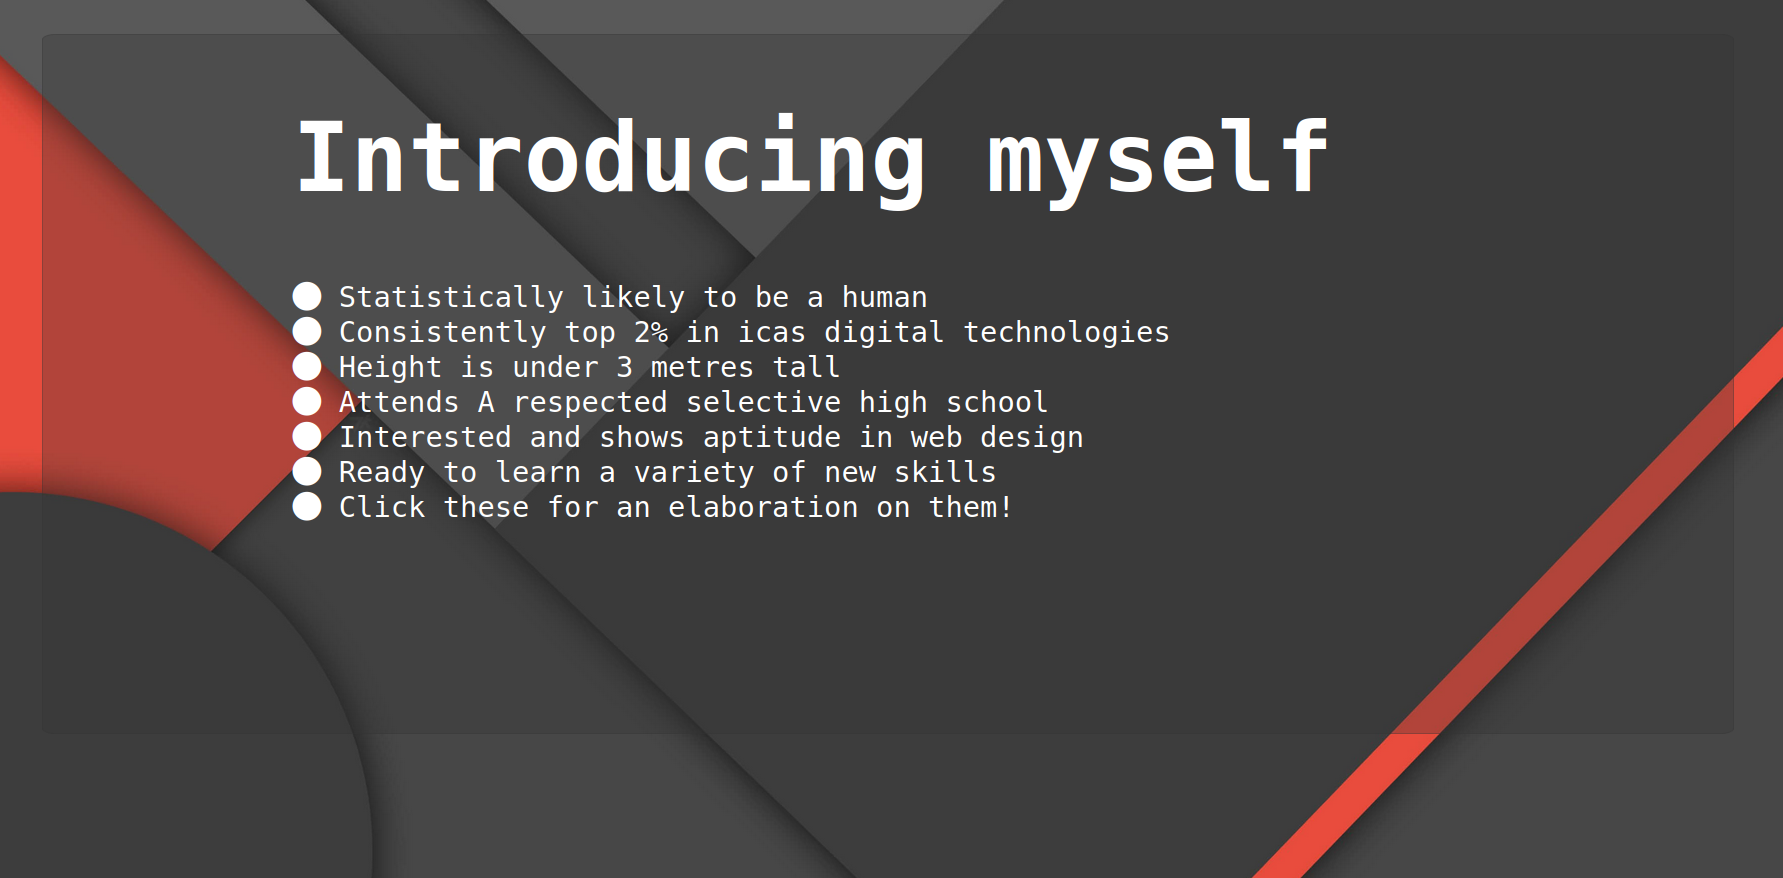 Introducing myself
● Statistically likely to be a human
● Consistently top 2% in icas digital technologies
● Height is under 3 metres tall
● Attends A respected selective high school
● Interested and shows aptitude in web design
● Ready to learn a variety of new skills
● Click these for an elaboration on them!